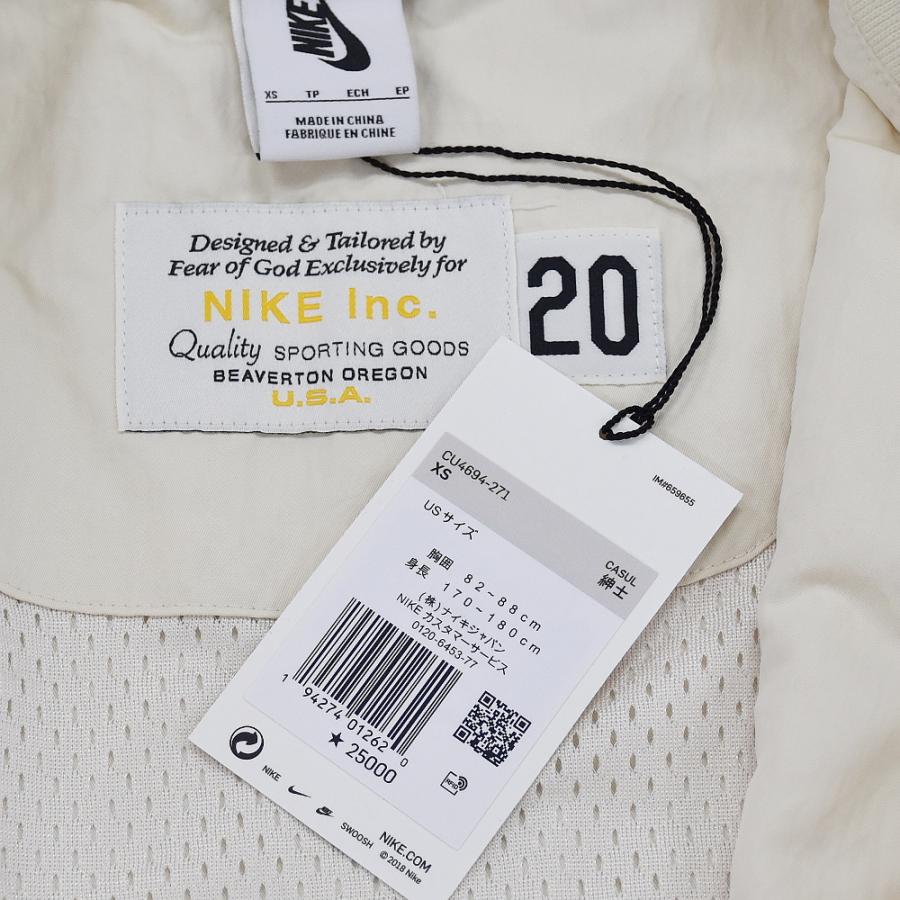 NIKE
XS TP ECH EP
MADE IN CHINA
FABRIQUE EN CHINE
Designed & Tailored by
Fear of God Exclusively for
NIKE Inc.
Quality SPORTING GOODS
BEAVERTON OREGON
U.S.A.
20
IM#659655
CU4694-271
XS
CASUL
紳士
USサイズ
胸囲 82-88cm
身長 170-180cm
(株)ナイキジャパン
NIKE カスタマーサービス
0120-6453-77
1 94274 01262 0
★25000
RFID
NIKE
SWOOSH
NIKE.COM
© 2018 Nike